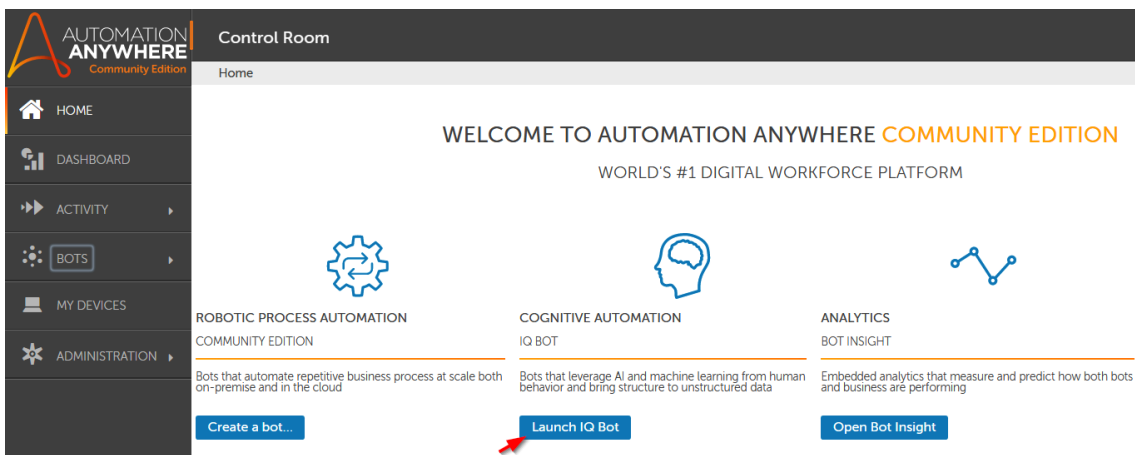 AUTOMATION
ANYWHERE
Community Edition
Control Room
Home
HOME
DASHBOARD
ACTIVITY
BOTS
MY DEVICES
ADMINISTRATION
WELCOME TO AUTOMATION ANYWHERE COMMUNITY EDITION
WORLD'S #1 DIGITAL WORKFORCE PLATFORM
ROBOTIC PROCESS AUTOMATION
COMMUNITY EDITION
Bots that automate repetitive business process at scale both
on-premise and in the cloud
Create a bot...
COGNITIVE AUTOMATION
IQ BOT
Bots that leverage AI and machine learning from human
behavior and bring structure to unstructured data
Launch IQ Bot
ANALYTICS
BOT INSIGHT
Embedded analytics that measure and predict how both bots
and business are performing
Open Bot Insight